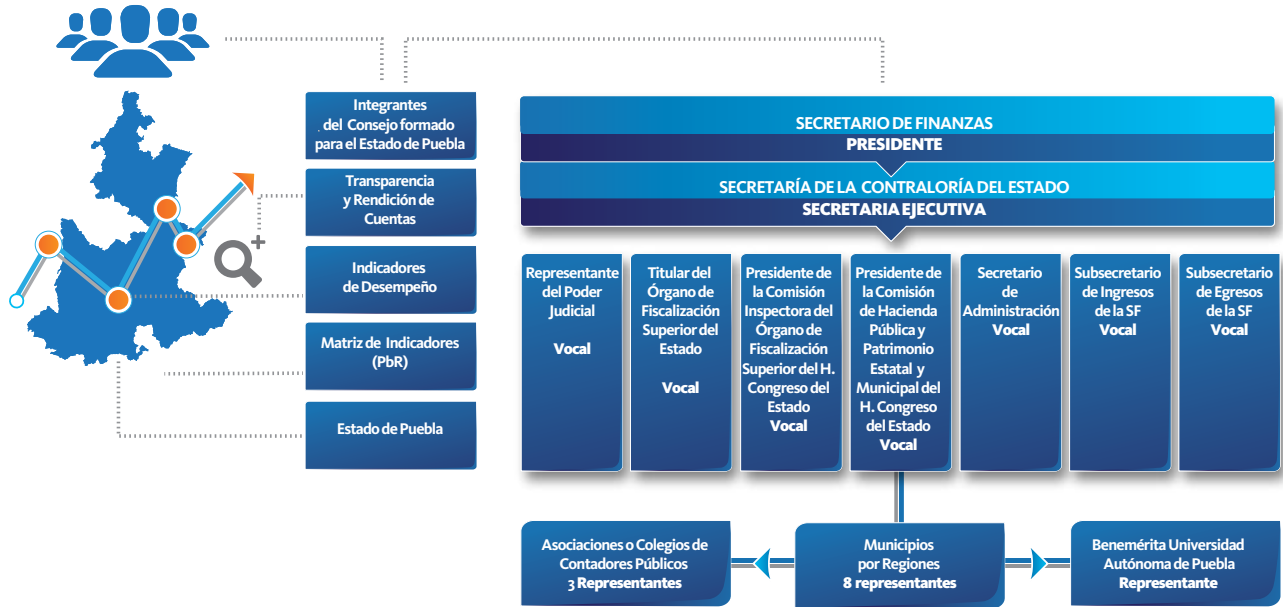 Integrantes
del Consejo formado
para el Estado de Puebla
Transparencia
y Rendición de
Cuentas
Indicadores
de Desempeño
Matriz de Indicadores
(PbR)
Estado de Puebla
SECRETARIO DE FINANZAS
PRESIDENTE
SECRETARÍA DE LA CONTRALORÍA DEL ESTADO
SECRETARIA EJECUTIVA
Representante
del Poder
Judicial
Vocal
Titular del
Órgano de
Fiscalización
Superior del
Estado
Vocal
Presidente de
la Comisión
Inspectora del
Órgano de
Fiscalización
Superior del H.
Congreso del
Estado
Vocal
Presidente de
la Comisión
de Hacienda
Pública y
Patrimonio
Estatal y
Municipal del
H. Congreso
del Estado
Vocal
Secretario
de
Administración
Vocal
Subsecretario
de Ingresos
de la SF
Vocal
Subsecretario
de Egresos
de la SF
Vocal
Asociaciones o Colegios de
Contadores Públicos
3 Representantes
Municipios
por Regiones
8 representantes
Benemérita Universidad
Autónoma de Puebla
Representante